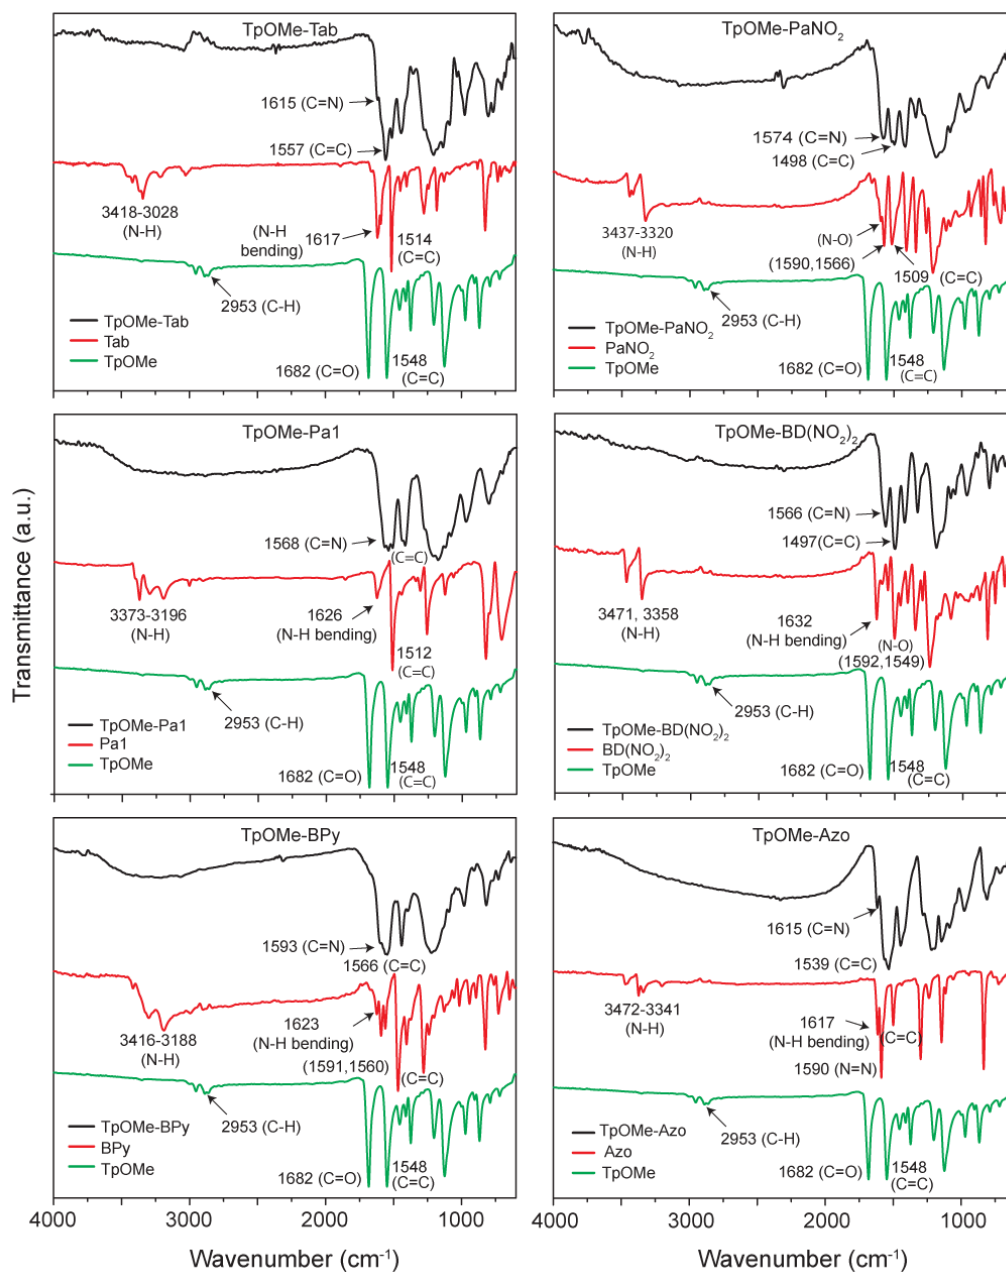 TpOMe-Tab
1615 (C=N)
1557 (C=C)
3418-3028
(N-H)
(N-H
bending)
1617
1514
(C=C)
2953 (C-H)
TpOMe-Tab
Tab
TpOMe
1682 (C=O)
1548
(C=C)
TpOMe-PaNO₂
1574 (C=N)
1498 (C=C)
3437-3320
(N-H)
(N-O)
(1590,1566)
1509
(C=C)
2953 (C-H)
TpOMe-PaNO₂
PaNO₂
TpOMe
1682 (C=O)
1548
(C=C)
Transmittance (a.u.)
TpOMe-Pa1
1568 (C=N)
(C=C)
3373-3196
(N-H)
1626
(N-H bending)
1512
(C=C)
2953 (C-H)
TpOMe-Pa1
Pa1
TpOMe
1682 (C=O)
1548
(C=C)
TpOMe-BD(NO₂)₂
1566 (C=N)
1497(C=C)
3471, 3358
(N-H)
1632
(N-H bending)
(N-O)
(1592,1549)
2953 (C-H)
TpOMe-BD(NO₂)₂
BD(NO₂)₂
TpOMe
1682 (C=O)
1548
(C=C)
TpOMe-BPy
1593 (C=N)
1566 (C=C)
3416-3188
(N-H)
1623
(N-H bending)
(1591,1560)
(C=C)
2953 (C-H)
TpOMe-BPy
BPy
TpOMe
1682 (C=O)
1548
(C=C)
4000 3000 2000 1000
Wavenumber (cm⁻¹)
TpOMe-Azo
1615 (C=N)
1539 (C=C)
3472-3341
(N-H)
1617
(N-H bending)
(C=C)
1590 (N=N)
2953 (C-H)
TpOMe-Azo
Azo
TpOMe
1682 (C=O)
1548
(C=C)
4000 3000 2000 1000
Wavenumber (cm⁻¹)